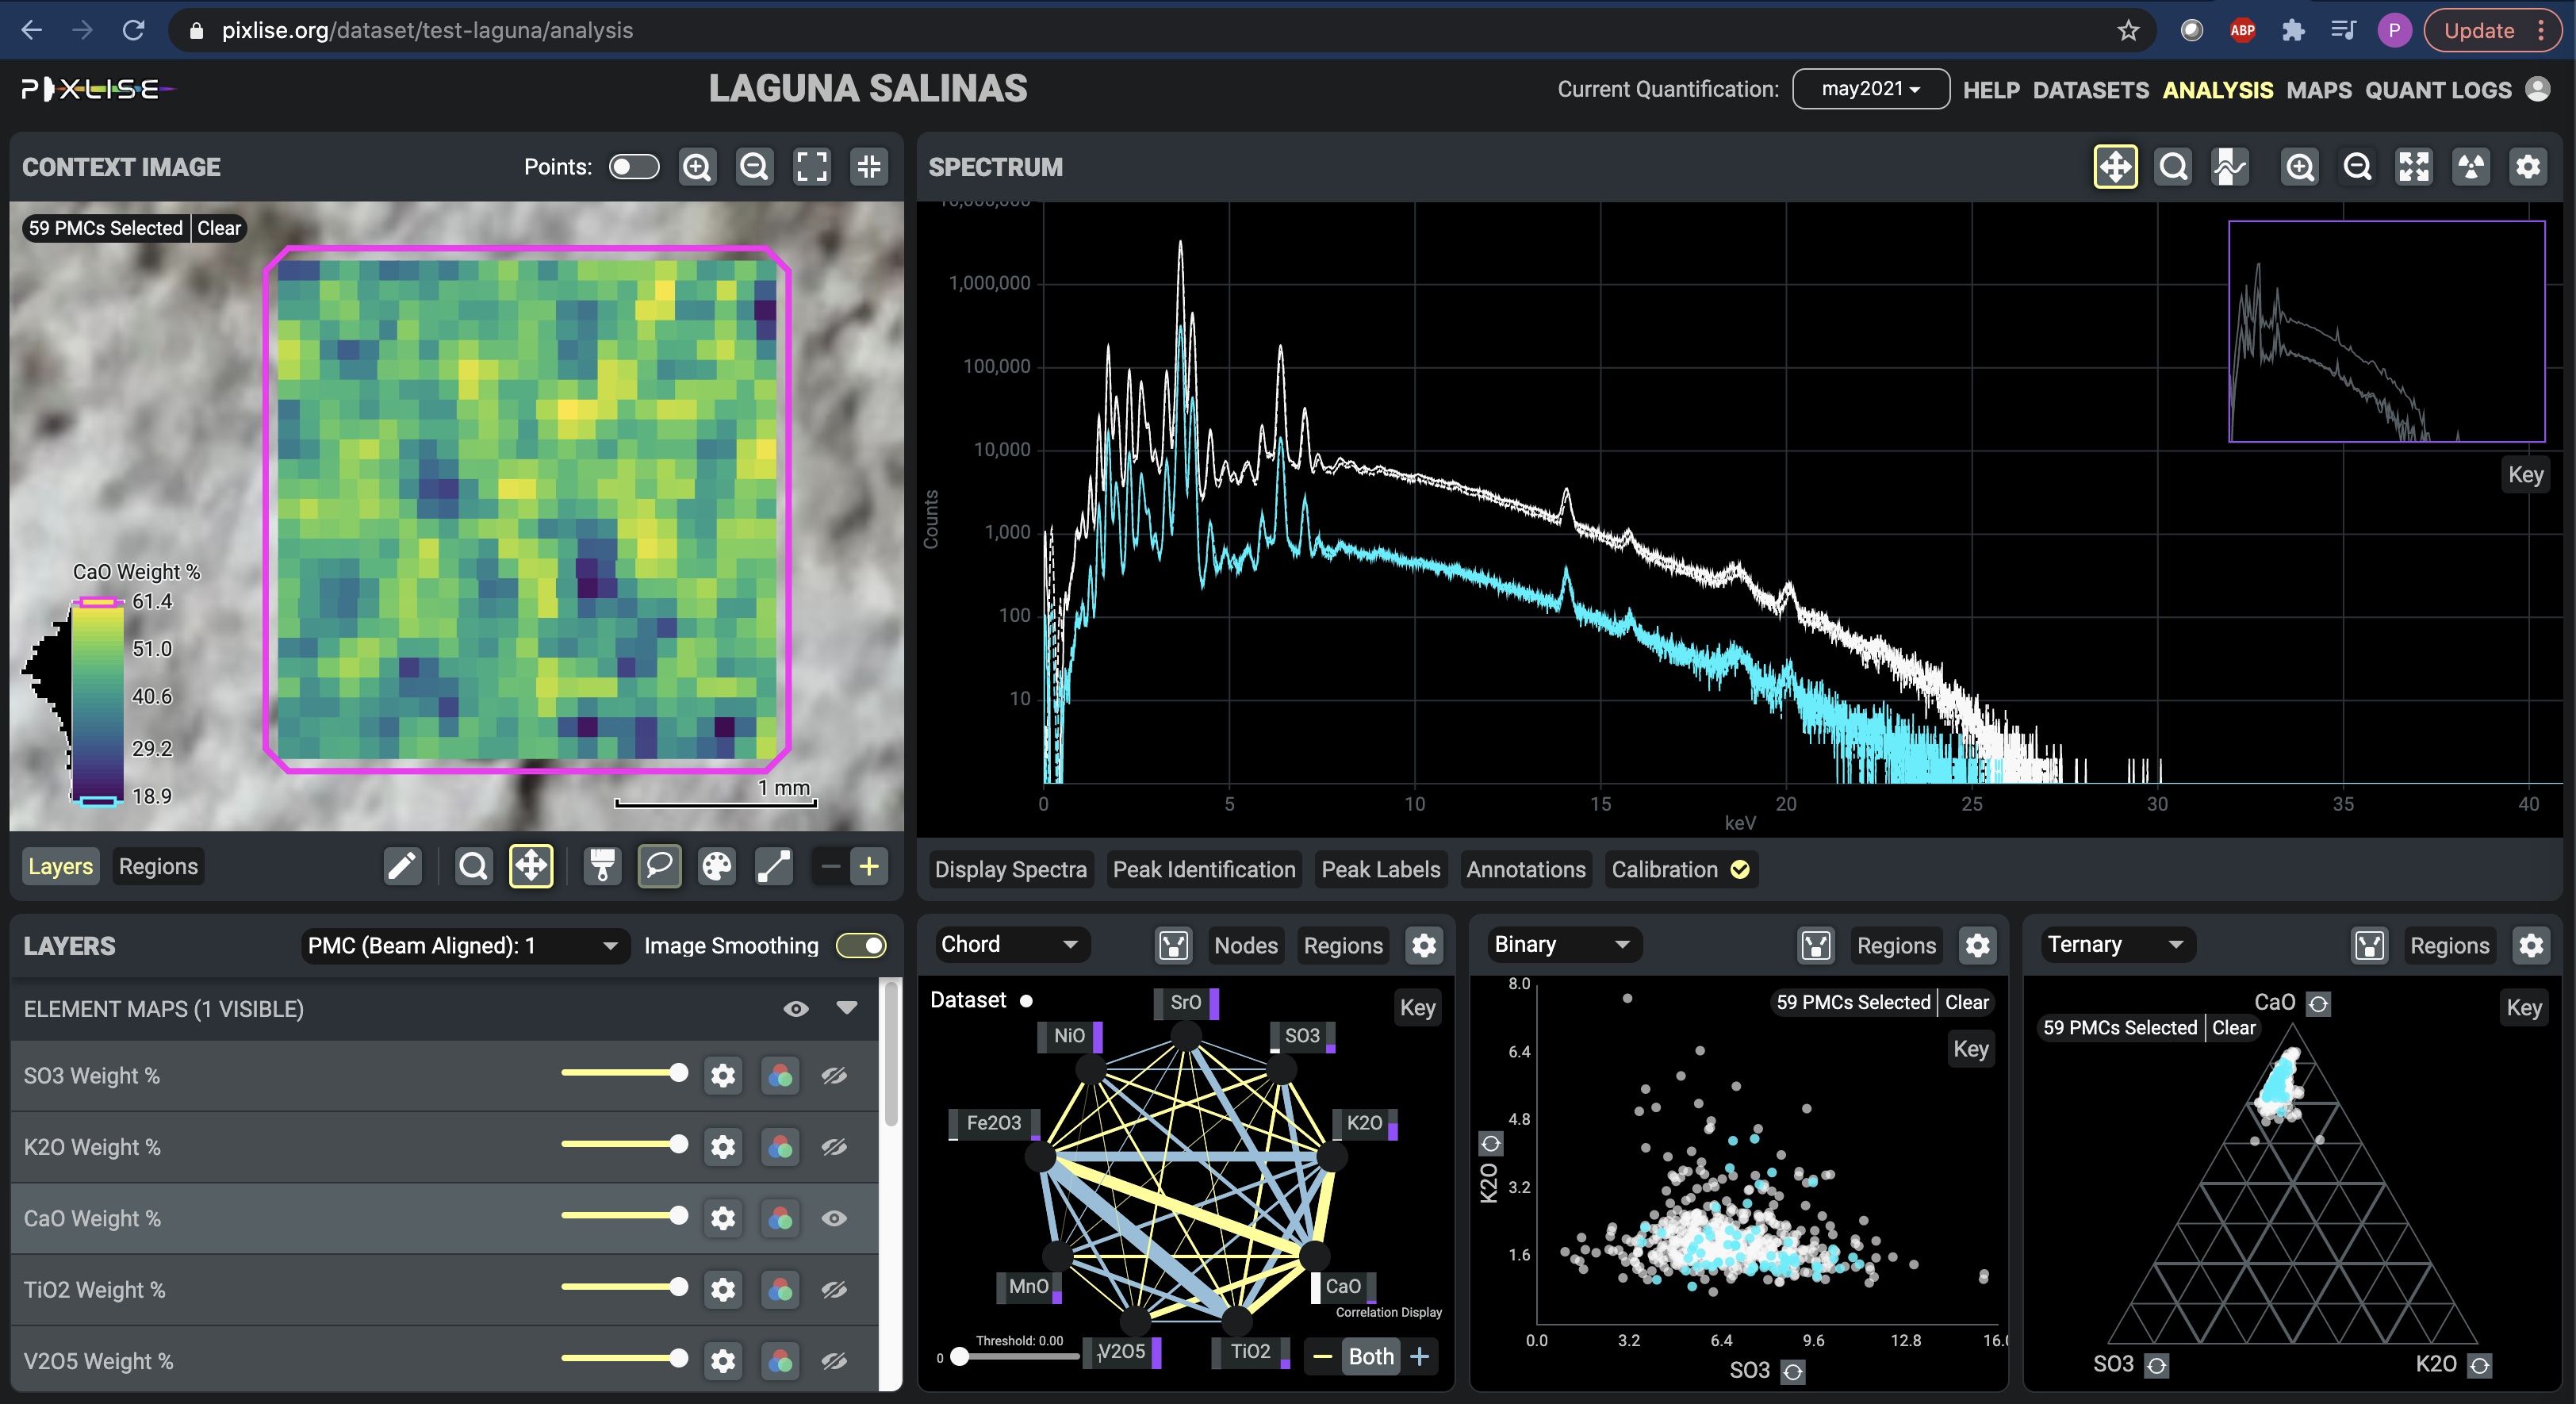 pixlise.org/dataset/test-laguna/analysis
ABP
P
Update
PIXLISE
LAGUNA SALINAS
Current Quantification:
may2021
HELP DATASETS ANALYSIS MAPS QUANT LOGS
CONTEXT IMAGE
Points:
59 PMCs Selected Clear
CaO Weight %
61.4
51.0
40.6
29.2
18.9
1 mm
Layers Regions
SPECTRUM
10,000,000
1,000,000
100,000
10,000
1,000
100
10
Counts
0 5 10 15 20 25 30 35 40
keV
Key
Display Spectra Peak Identification Peak Labels Annotations Calibration
LAYERS
PMC (Beam Aligned): 1
Image Smoothing
ELEMENT MAPS (1 VISIBLE)
SO3 Weight %
K2O Weight %
CaO Weight %
TiO2 Weight %
V2O5 Weight %
Chord
Nodes Regions
Dataset
Key
SrO
NiO
SO3
Fe2O3
K2O
MnO
CaO
V2O5
TiO2
Correlation Display
Threshold: 0.00
0
1
Both
Binary
Regions
59 PMCs Selected Clear
Key
8.0
6.4
4.8
3.2
1.6
K2O
0.0 3.2 6.4 9.6 12.8 16.0
SO3
Ternary
Regions
CaO
Key
59 PMCs Selected Clear
SO3
K2O